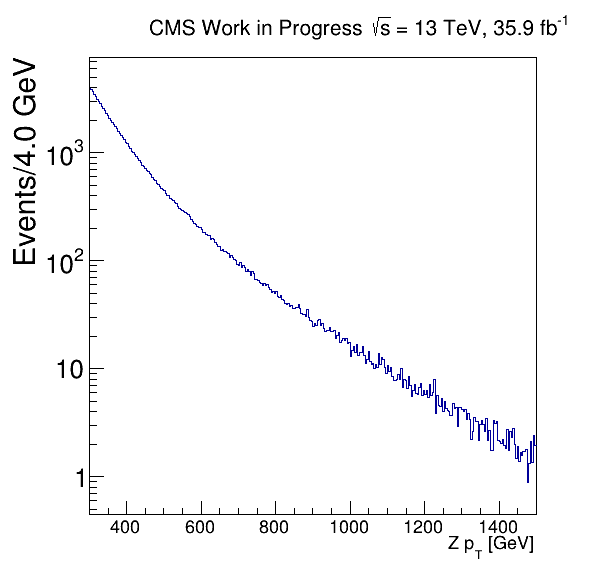 CMS Work in Progress √s = 13 TeV, 35.9 fb⁻¹
Events/4.0 GeV
10³
10²
10
1
400 600 800 1000 1200 1400
Z p_T [GeV]